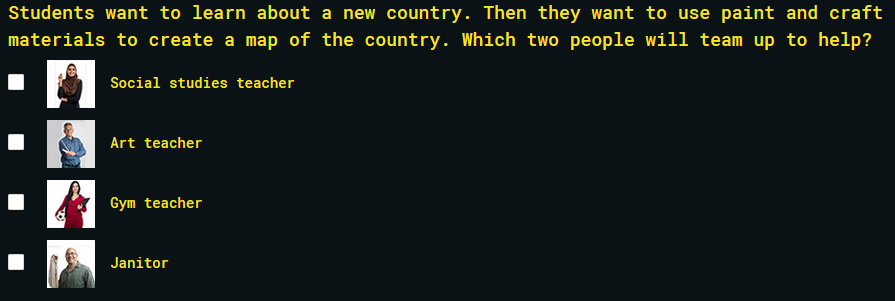 Students want to learn about a new country. Then they want to use paint and craft
materials to create a map of the country. Which two people will team up to help?
Social studies teacher
Art teacher
Gym teacher
Janitor